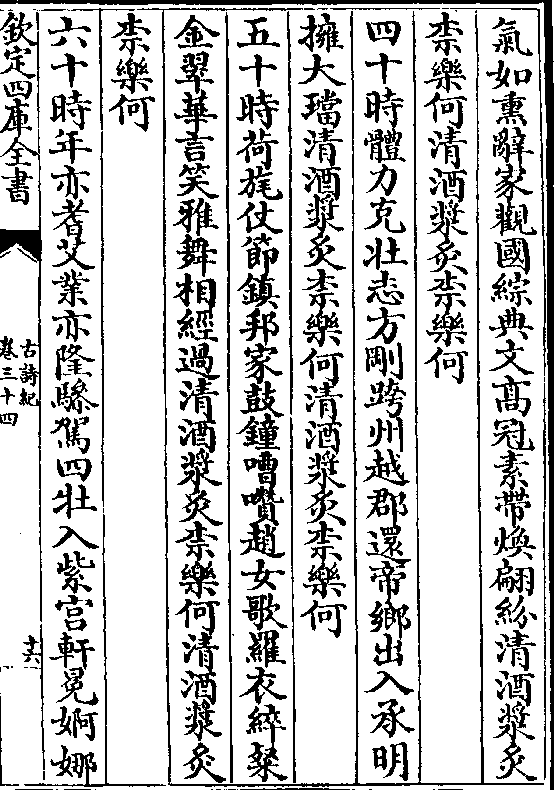 氣如熏辭家觀國綜典文髙冠素帶煥翩紛清酒漿炙
柰樂何清酒漿炙柰樂何
四十時體力克壯志方剛跨州越郡還帝鄉出入承明
擁大璫清酒漿炙柰樂何清酒漿炙柰樂何
五十時荷旄仗節鎮邦家鼓鐘嘈囋趙女歌羅衣綷粲
金翠華言笑雅舞相經過清酒漿炙柰樂何清酒漿炙
柰樂何
六十時年亦耆艾業亦隆驂駕四牡入紫宫軒冕婀娜
欽定四庫全書
古詩紀
卷三十四
十六